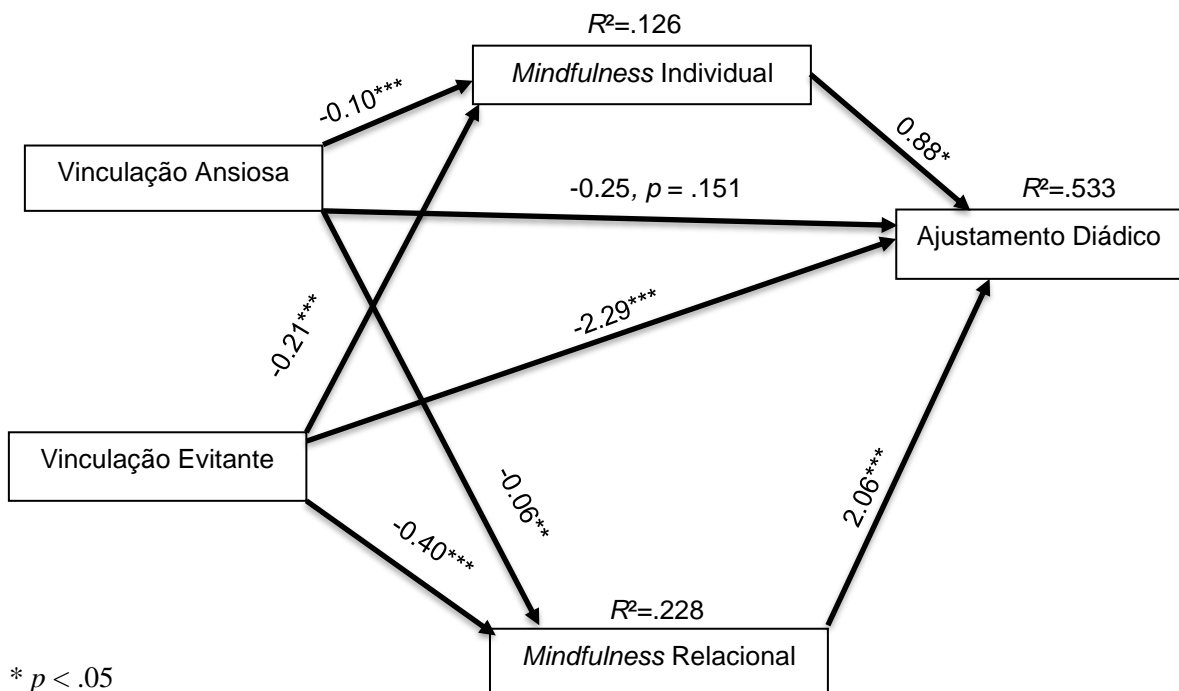 R²=.126
Mindfulness Individual
-0.10***
Vinculação Ansiosa
0.88*
-0.25, p = .151
R²=.533
Ajustamento Diádico
-0.21***
-2.29***
Vinculação Evitante
-0.06**
2.06***
-0.40***
R²=.228
Mindfulness Relacional
* p < .05